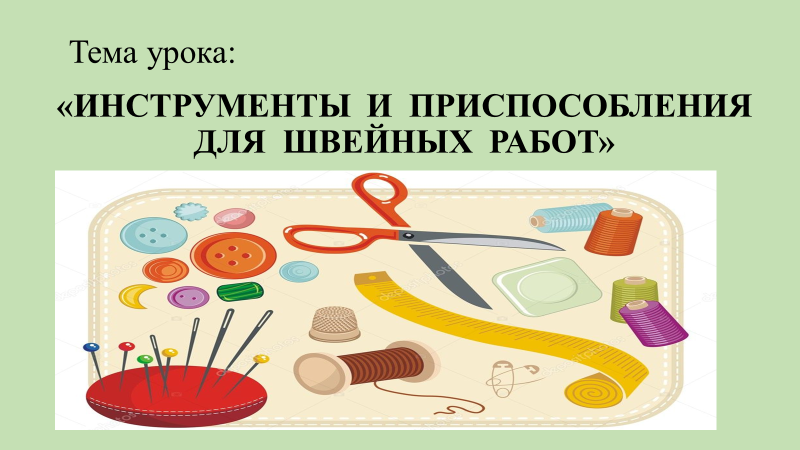 Тема урока:
«ИНСТРУМЕНТЫ И ПРИСПОСОБЛЕНИЯ
ДЛЯ ШВЕЙНЫХ РАБОТ»